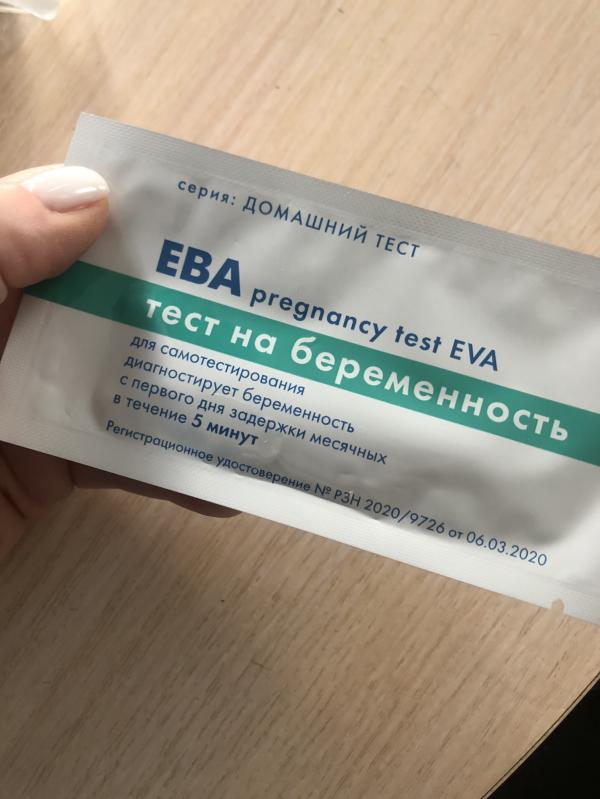 серия: ДОМАШНИЙ ТЕСТ
ЕВА pregnancy test EVA
тест на беременность
для самотестирования
диагностирует беременность
с первого дня задержки месячных
в течение 5 минут
Регистрационное удостоверение № РЗН 2020/9726 от 06.03.2020